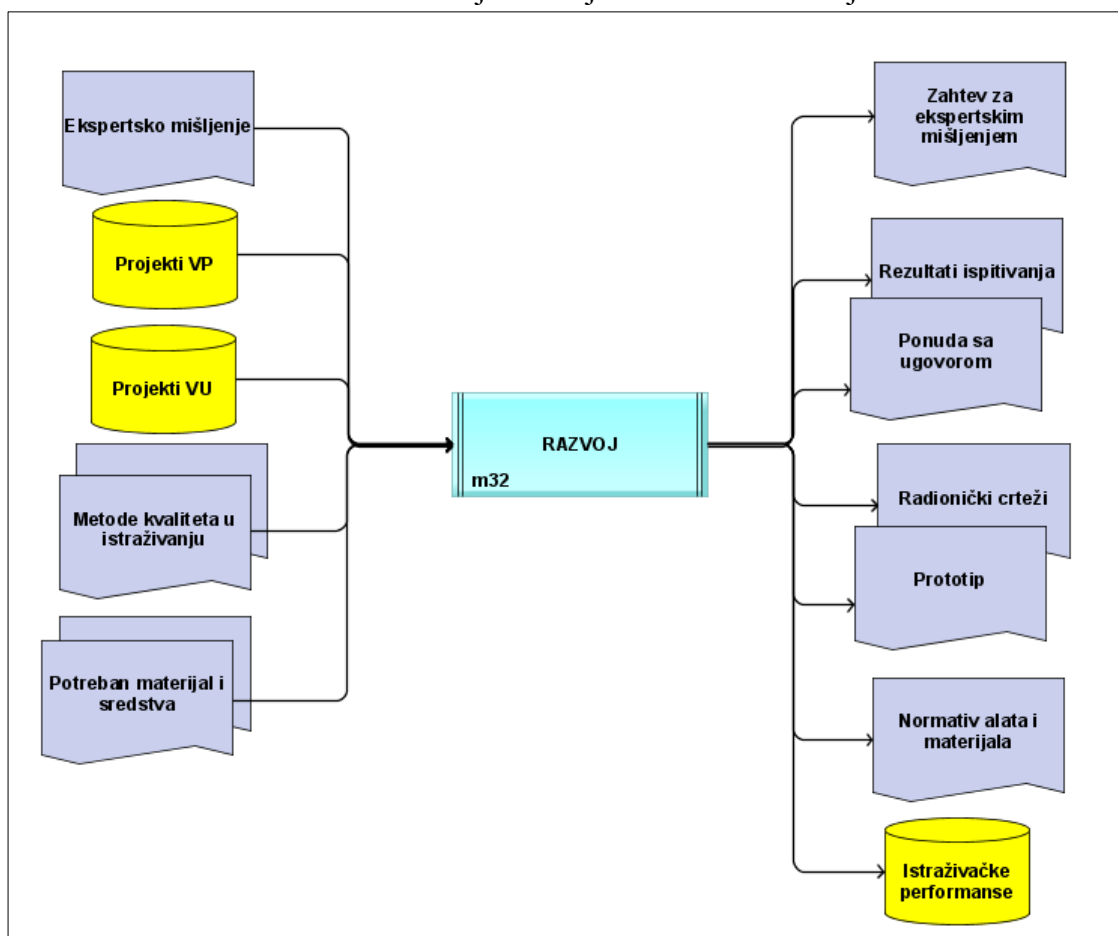 Ekspertsko mišljenje
Projekti VP
Projekti VU
Metode kvaliteta u
istraživanju
Potreban materijal i
sredstva
RAZVOJ
m32
Zahtev za
ekspertskim
mišljenjem
Rezultati ispitivanja
Ponuda sa
ugovorom
Radionički crteži
Prototip
Normativ alata i
materijala
Istraživačke
performanse